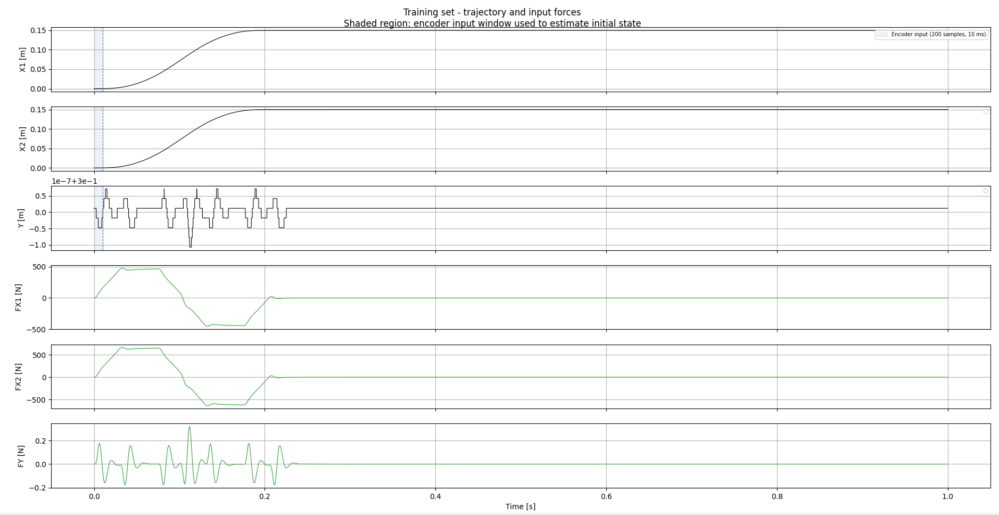 Training set - trajectory and input forces
Shaded region: encoder input window used to estimate initial state
0.15
0.10
0.05
0.00
X1 [m]
Encoder input (200 samples, 10 ms)
0.15
0.10
0.05
0.00
X2 [m]
1e−7+3e−1
0.5
0.0
−0.5
−1.0
Y [m]
500
0
−500
FX1 [N]
500
0
−500
FX2 [N]
0.2
0.0
−0.2
FY [N]
0.0 0.2 0.4 0.6 0.8 1.0
Time [s]